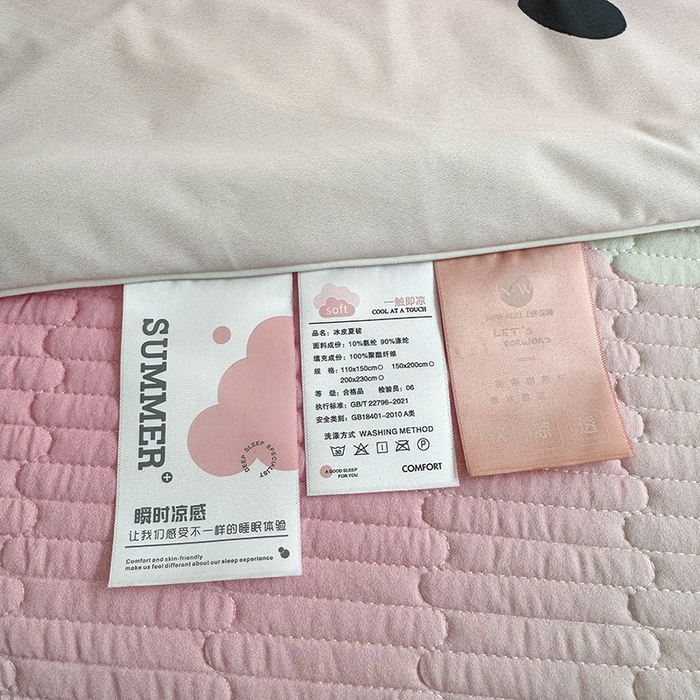 SUMMER+
DEEP SLEEP SPECIALIST
瞬时凉感
让我们感受不一样的睡眠体验
Comfort and skin-friendly
make us feel different about our sleep experience
soft
一触即凉
COOL AT A TOUCH
品名：冰皮夏被
面料成份：10%氨纶 90%涤纶
填充成份：100%聚酯纤维
规 格：110x150cm○ 150x200cm○
200x230cm○
等 级：合格品 检验员：06
执行标准：GB/T 22796-2021
安全类别：GB18401-2010 A类
洗涤方式 WASHING METHOD
A GOOD SLEEP
FOR YOU
COMFORT
LET'S